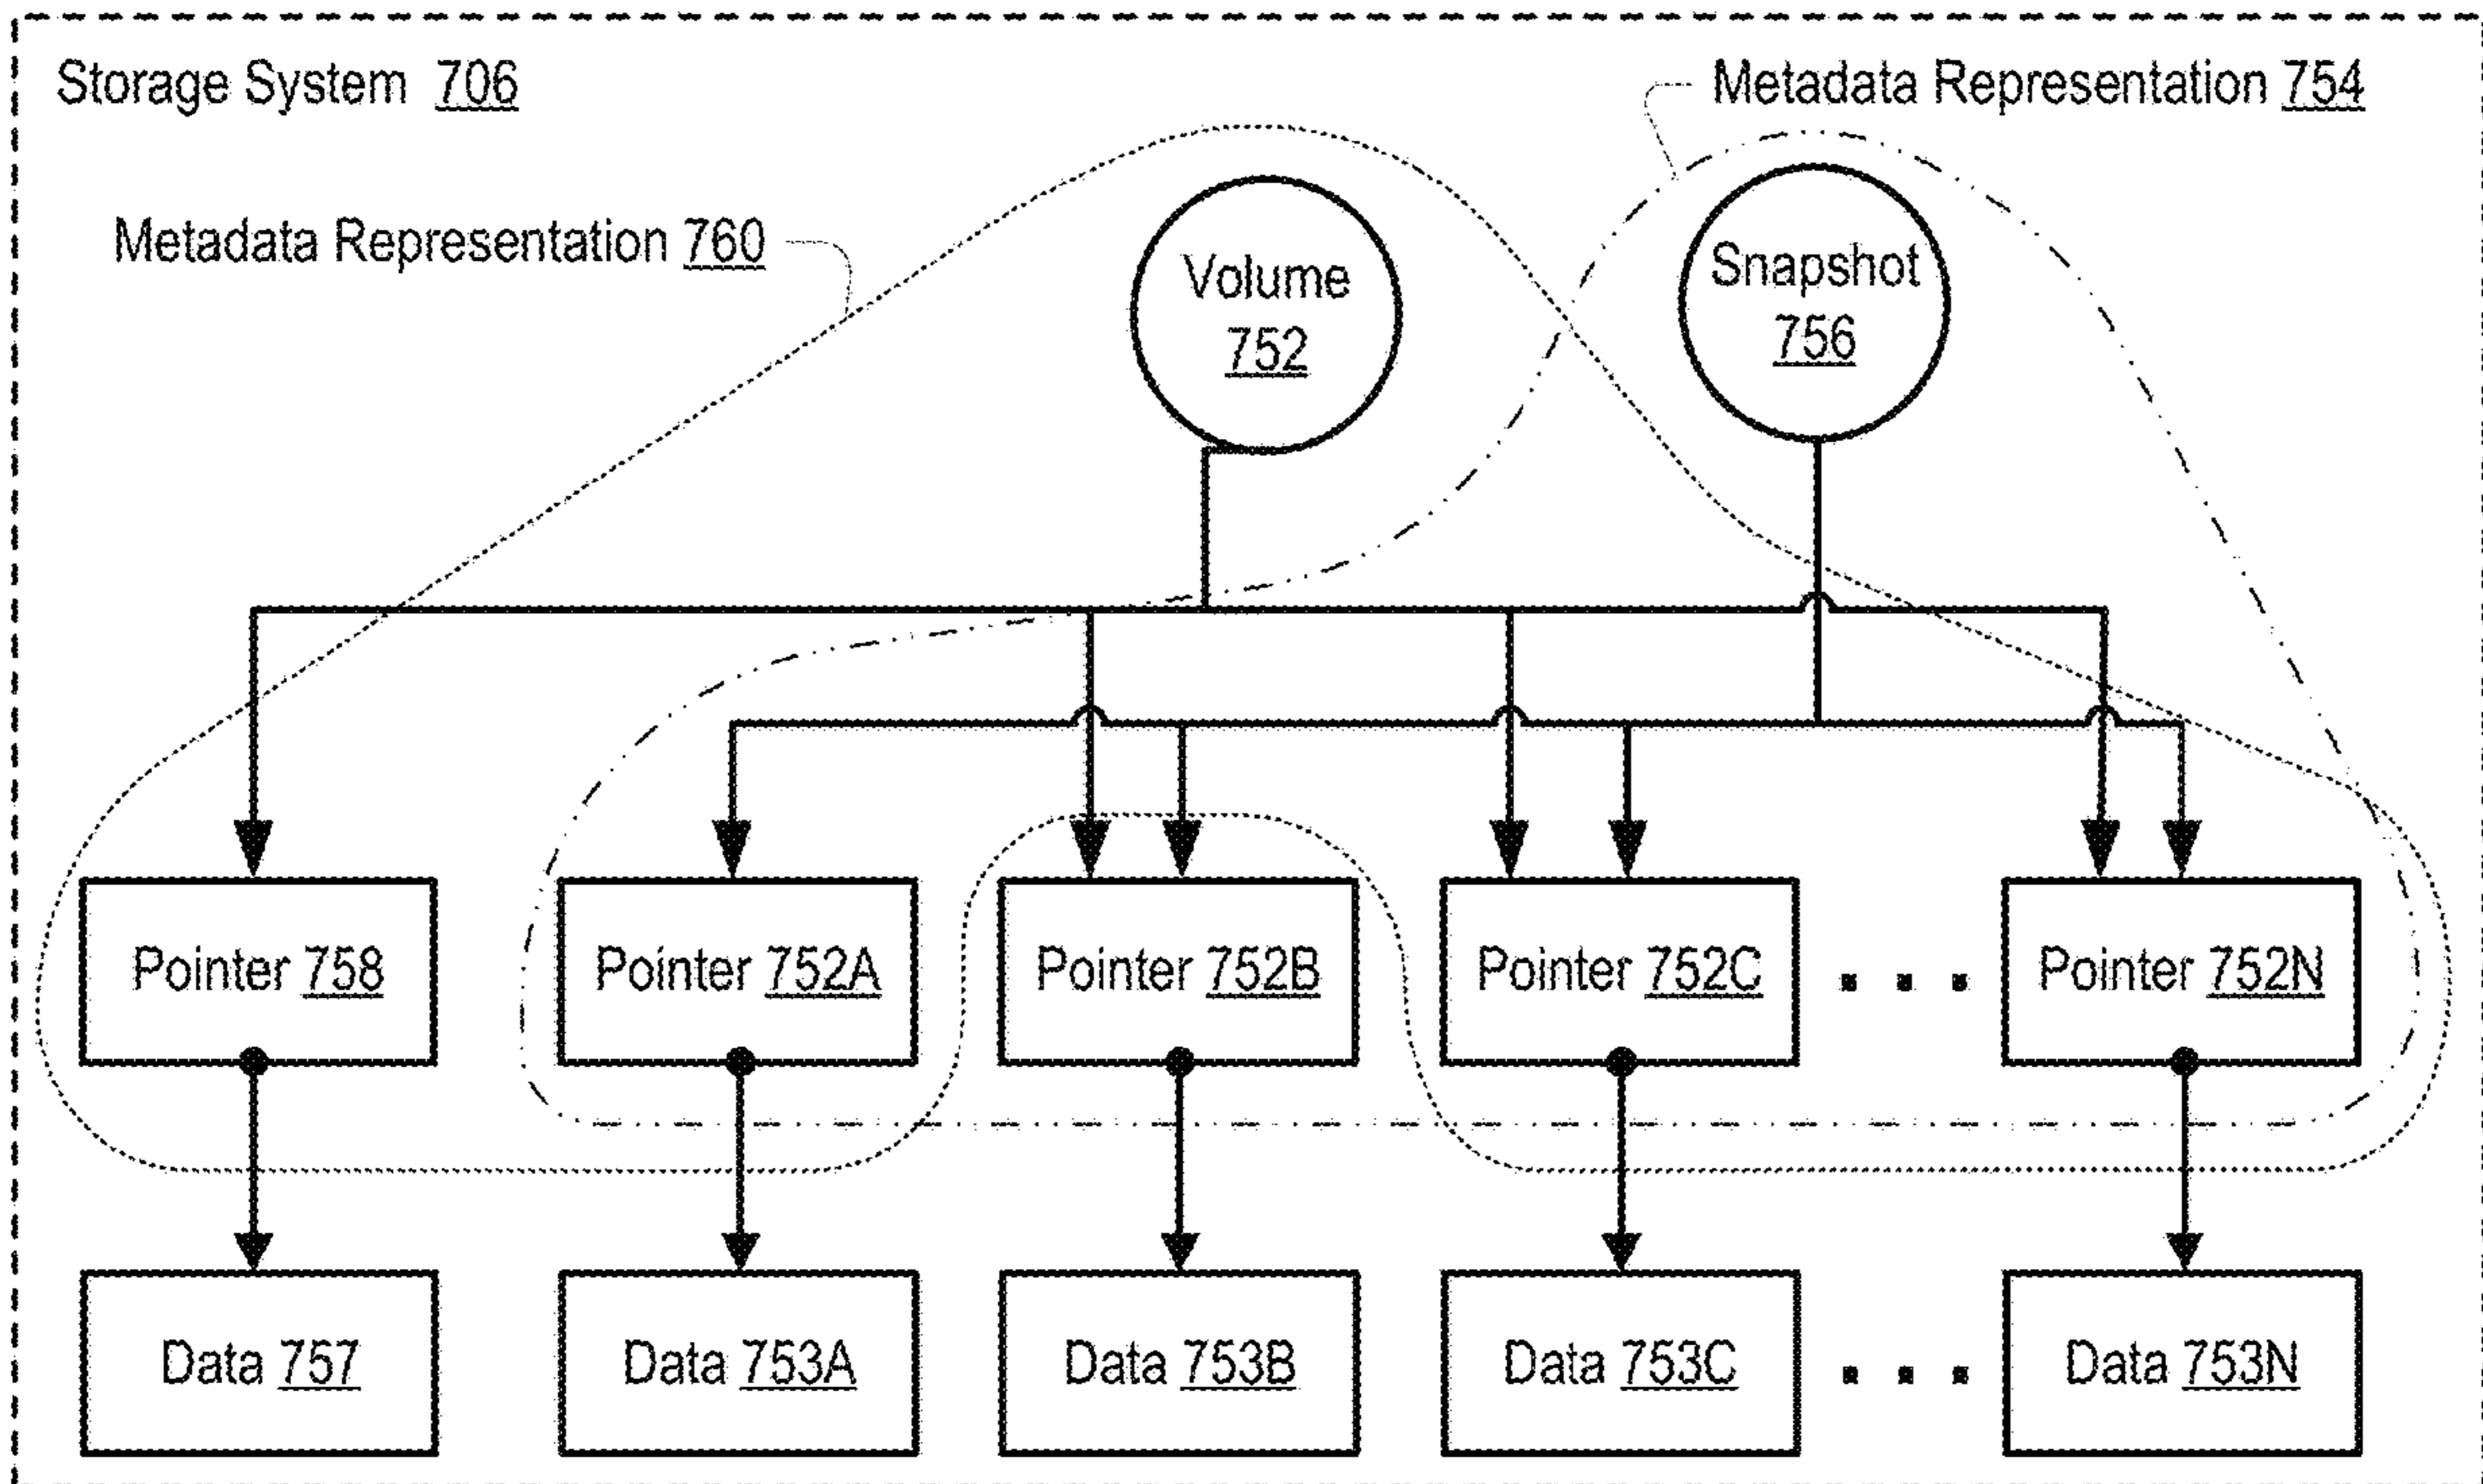 Storage System 706
Metadata Representation 754
Metadata Representation 760
Volume
752
Snapshot
756
Pointer 758
Pointer 752A
Pointer 752B
Pointer 752C
. . .
Pointer 752N
Data 757
Data 753A
Data 753B
Data 753C
. . .
Data 753N